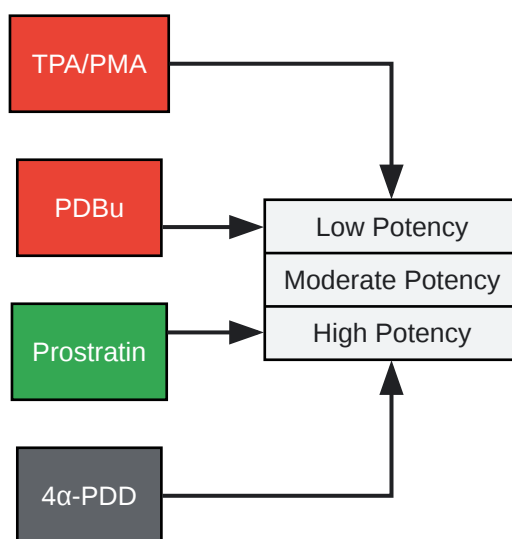 TPA/PMA
PDBu
Low Potency
Moderate Potency
High Potency
Prostratin
4α-PDD